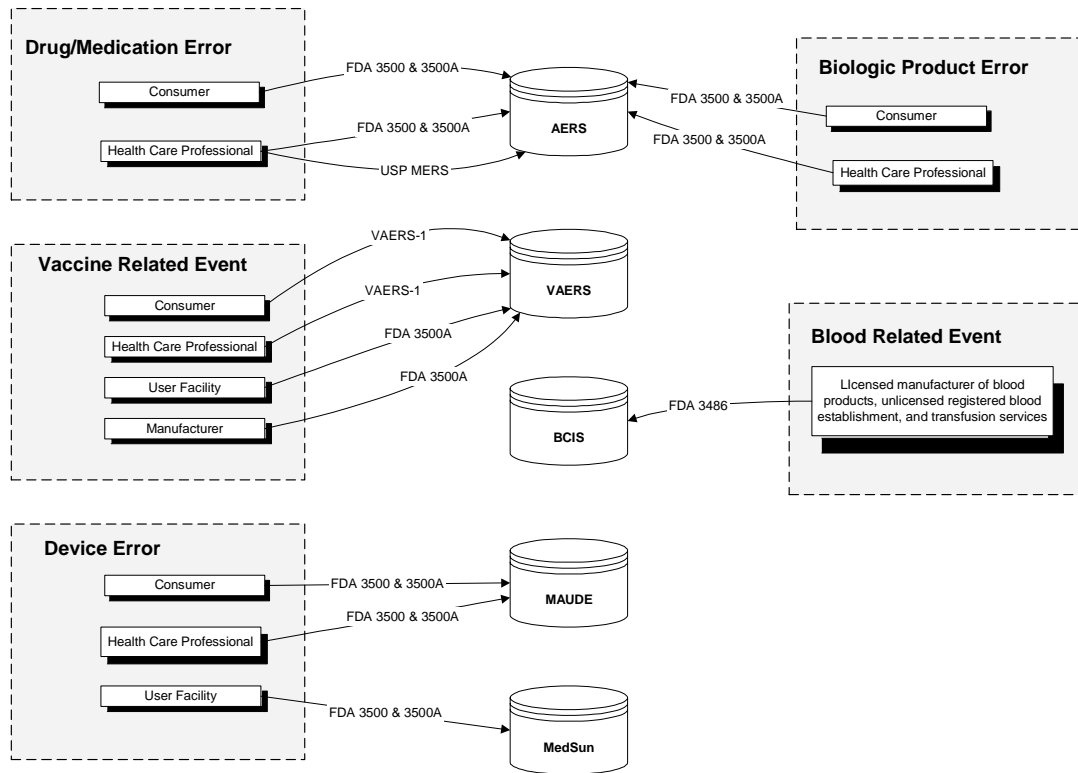 Drug/Medication Error
Consumer
Health Care Professional
FDA 3500 & 3500A
FDA 3500 & 3500A
USP MERS
AERS
Biologic Product Error
FDA 3500 & 3500A
Consumer
FDA 3500 & 3500A
Health Care Professional
Vaccine Related Event
Consumer
Health Care Professional
User Facility
Manufacturer
VAERS-1
VAERS-1
FDA 3500A
FDA 3500A
VAERS
Blood Related Event
LIcensed manufacturer of blood
products, unlicensed registered blood
establishment, and transfusion services
FDA 3486
BCIS
Device Error
Consumer
Health Care Professional
User Facility
FDA 3500 & 3500A
FDA 3500 & 3500A
FDA 3500 & 3500A
MAUDE
MedSun